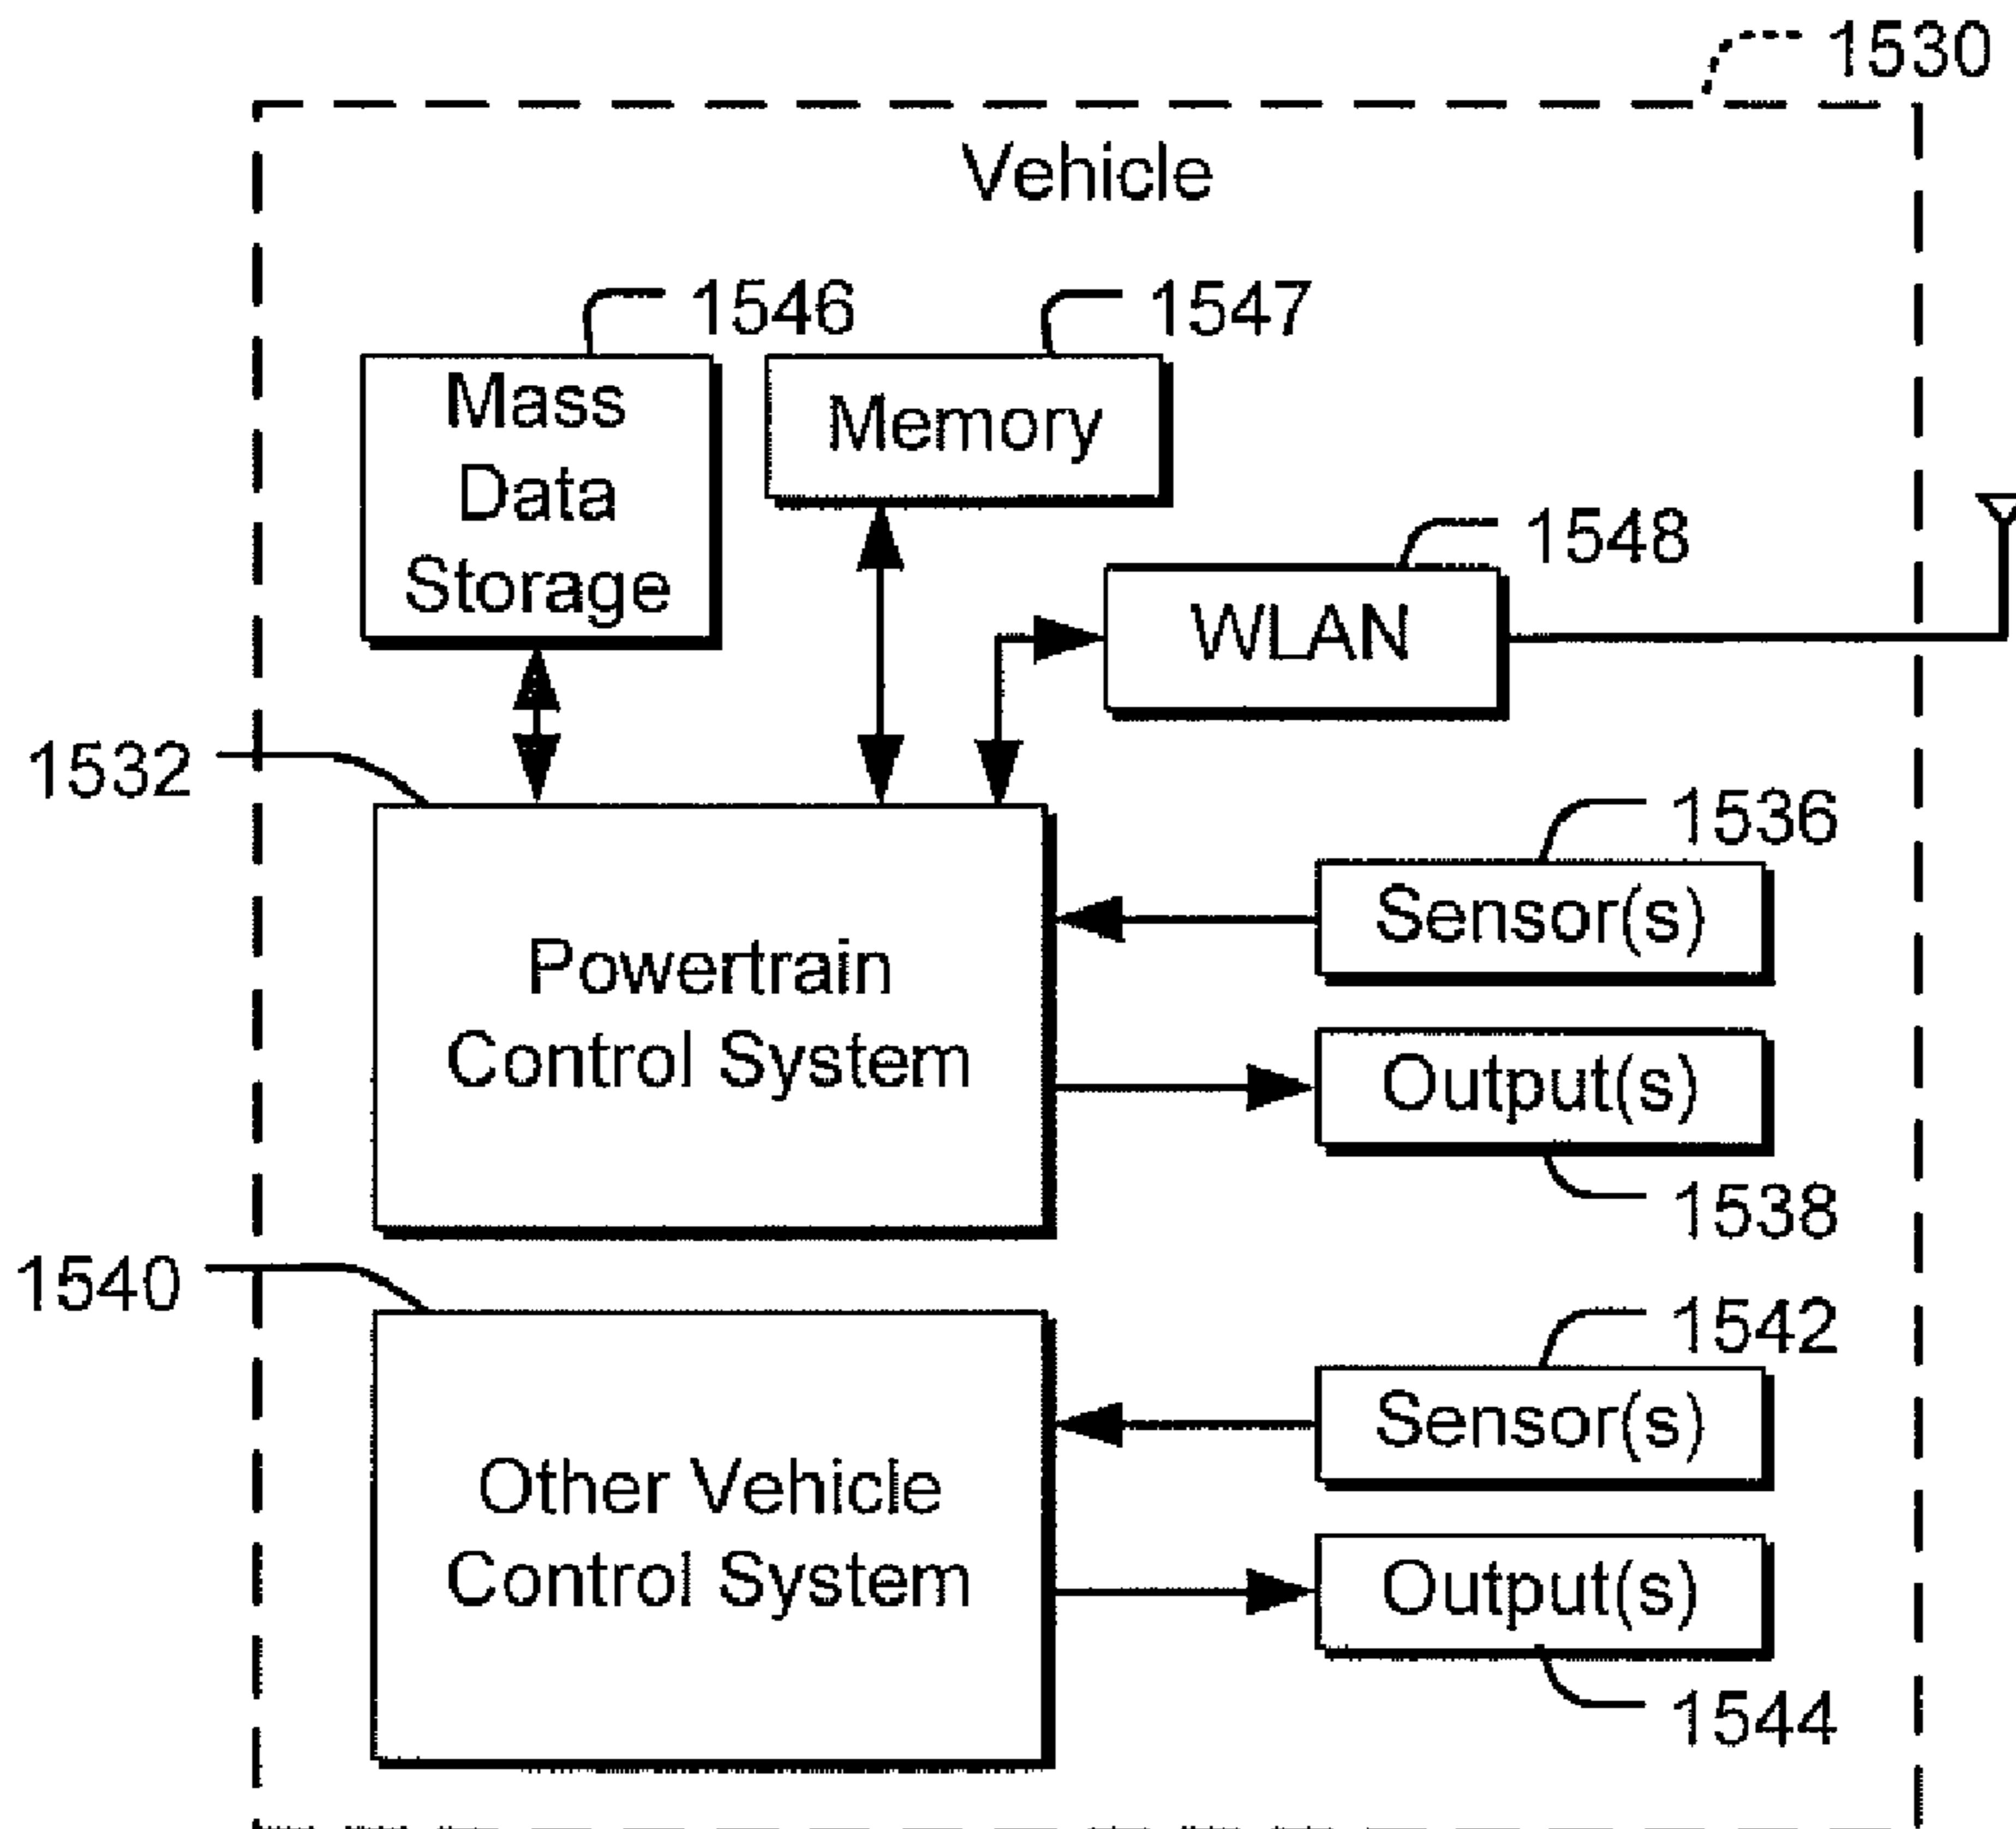 1530
Vehicle
1546
1547
Mass
Data
Storage
Memory
1548
WLAN
1532
1536
Sensor(s)
Powertrain
Control System
Output(s)
1538
1540
1542
Sensor(s)
Other Vehicle
Control System
Output(s)
1544